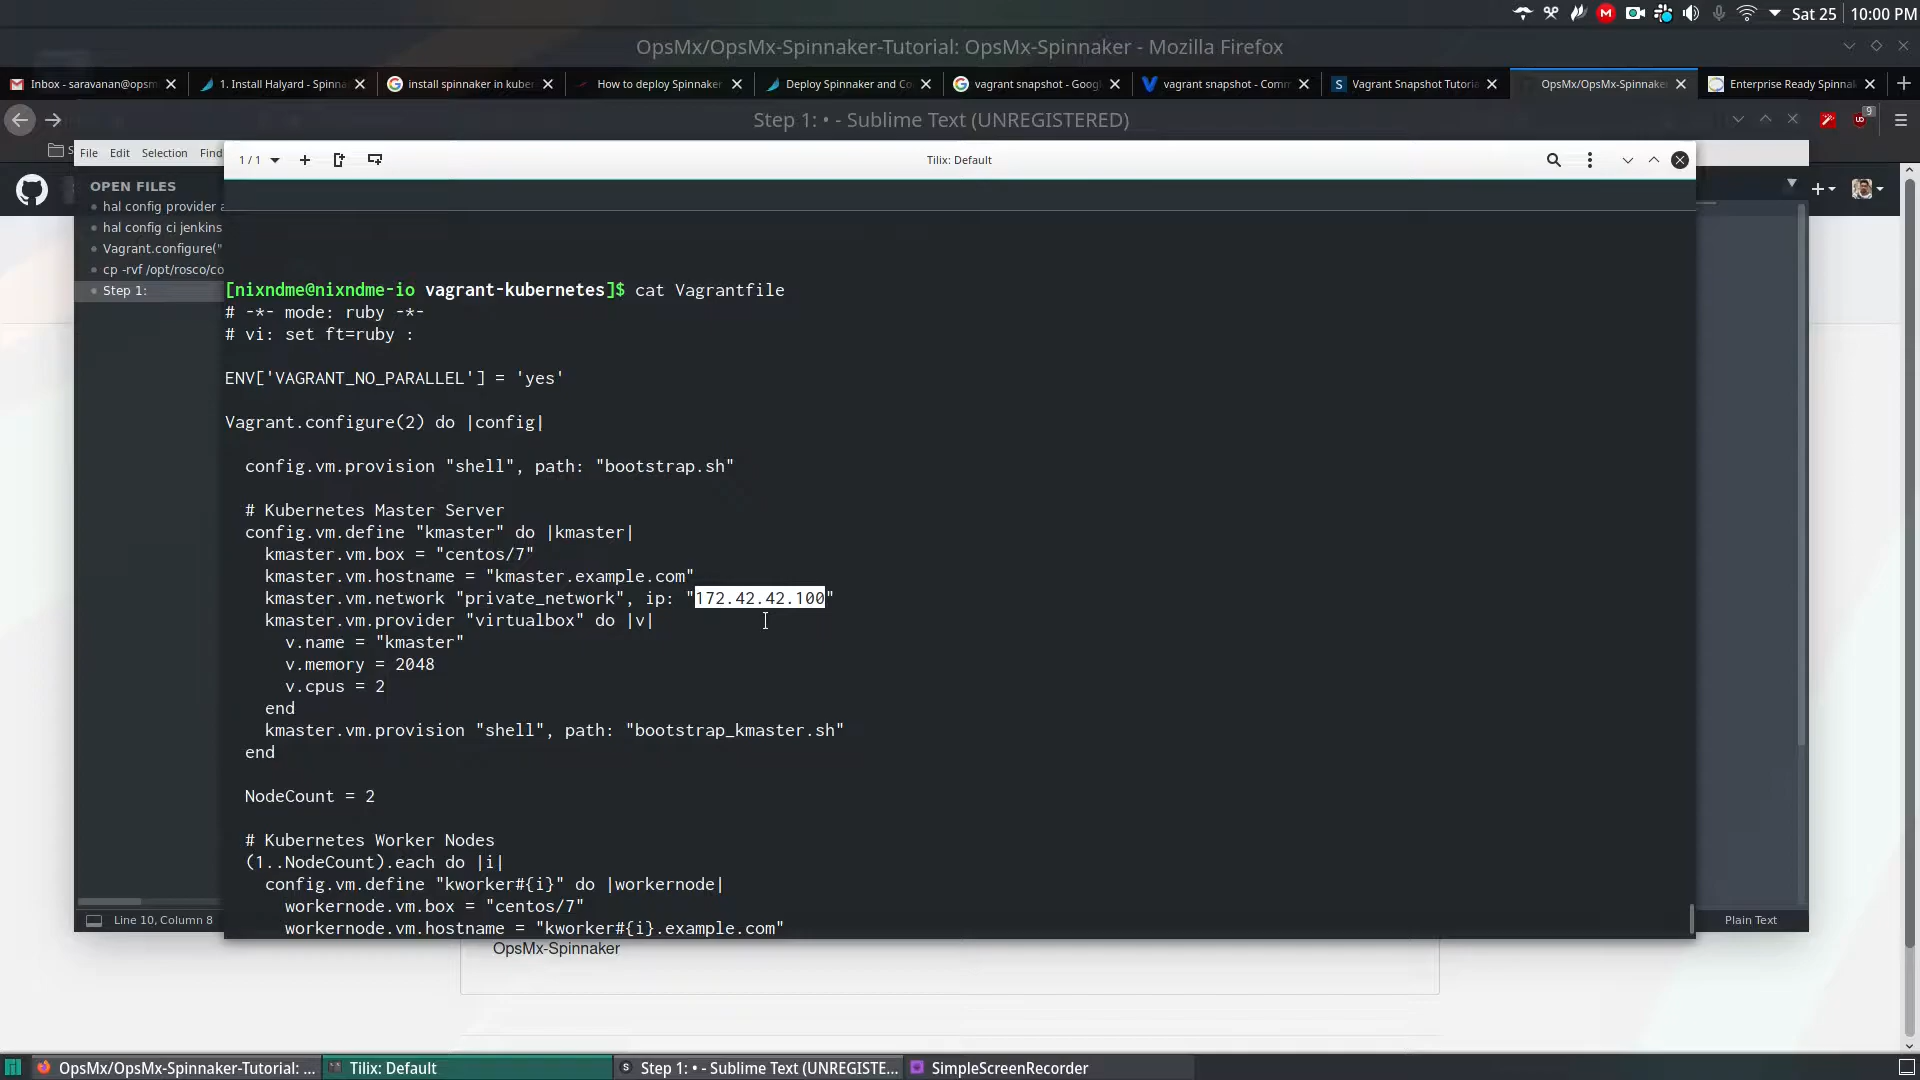 Sat 25 10:00 PM
OpsMx/OpsMx-Spinnaker-Tutorial: OpsMx-Spinnaker - Mozilla Firefox
Inbox - saravanan@opsm
1. Install Halyard - Spinna
install spinnaker in kuber
How to deploy Spinnake
Deploy Spinnaker and Co
vagrant snapshot - Goog
vagrant snapshot - Comm
Vagrant Snapshot Tutoria
OpsMx/OpsMx-Spinnake
Enterprise Ready Spinna
Step 1: • - Sublime Text (UNREGISTERED)
9
File Edit Selection Find
1 / 1
Tilix: Default
OPEN FILES
hal config provider a
hal config ci jenkins
Vagrant.configure("
cp -rvf /opt/rosco/co
Step 1:
[nixndme@nixndme-io vagrant-kubernetes]$ cat Vagrantfile
# -*- mode: ruby -*-
# vi: set ft=ruby :
ENV['VAGRANT_NO_PARALLEL'] = 'yes'
Vagrant.configure(2) do |config|
config.vm.provision "shell", path: "bootstrap.sh"
# Kubernetes Master Server
config.vm.define "kmaster" do |kmaster|
kmaster.vm.box = "centos/7"
kmaster.vm.hostname = "kmaster.example.com"
kmaster.vm.network "private_network", ip: "172.42.42.100"
kmaster.vm.provider "virtualbox" do |v|
v.name = "kmaster"
v.memory = 2048
v.cpus = 2
end
kmaster.vm.provision "shell", path: "bootstrap_kmaster.sh"
end
NodeCount = 2
# Kubernetes Worker Nodes
(1..NodeCount).each do |i|
config.vm.define "kworker#{i}" do |workernode|
workernode.vm.box = "centos/7"
workernode.vm.hostname = "kworker#{i}.example.com"
Line 10, Column 8
Plain Text
OpsMx-Spinnaker
OpsMx/OpsMx-Spinnaker-Tutorial: ...
Tilix: Default
Step 1: • - Sublime Text (UNREGISTE...
SimpleScreenRecorder